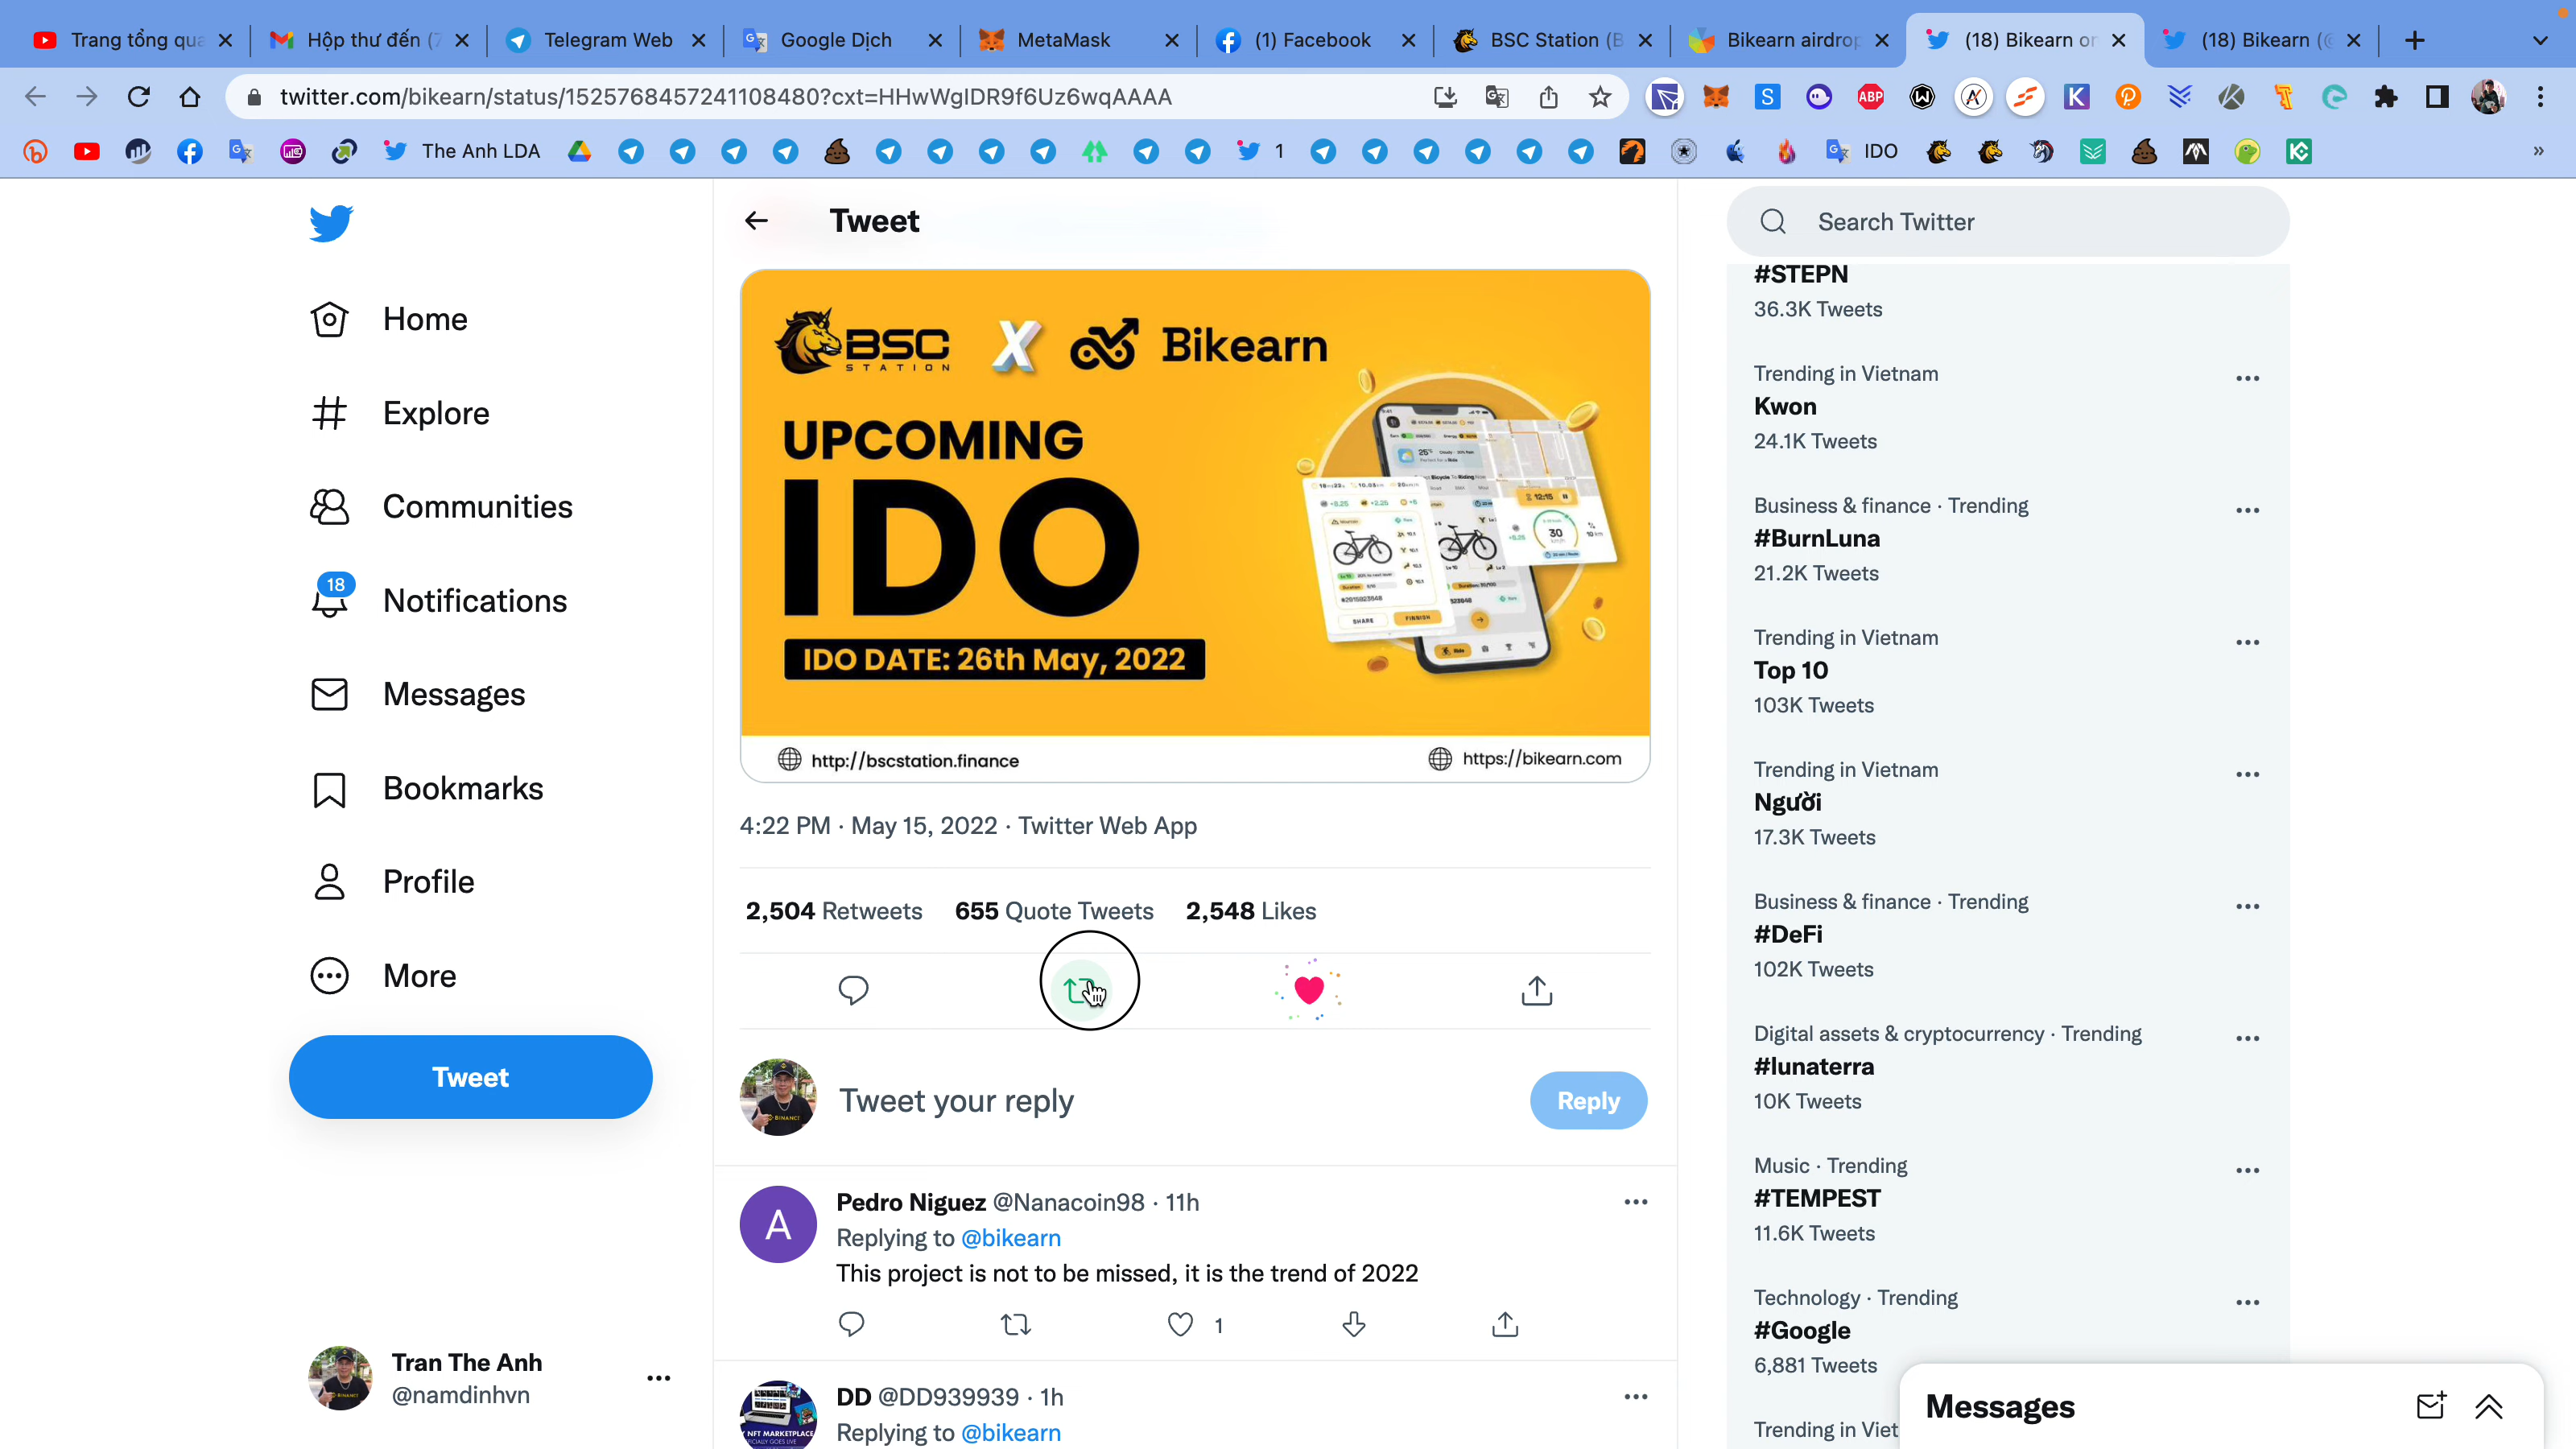 Trang tổng qua
Hộp thư đến (7
Telegram Web
Google Dịch
MetaMask
(1) Facebook
BSC Station (B
Bikearn airdrop
(18) Bikearn on
(18) Bikearn (@
twitter.com/bikearn/status/1525768457241108480?cxt=HHwWgIDR9f6Uz6wqAAAA
The Anh LDA
1
IDO
Home
Explore
Communities
18
Notifications
Messages
Bookmarks
Profile
More
Tweet
Tran The Anh
@namdinhvn
Tweet
BSC
STATION
X
Bikearn
UPCOMING
IDO
IDO DATE: 26th May, 2022
SHARE
FINNISH
http://bscstation.finance
https://bikearn.com
4:22 PM · May 15, 2022 · Twitter Web App
2,504 Retweets 655 Quote Tweets 2,548 Likes
Tweet your reply
Reply
A
Pedro Niguez @Nanacoin98 · 11h
Replying to @bikearn
This project is not to be missed, it is the trend of 2022
1
DD @DD939939 · 1h
Replying to @bikearn
Search Twitter
#STEPN
36.3K Tweets
Trending in Vietnam
Kwon
24.1K Tweets
Business & finance · Trending
#BurnLuna
21.2K Tweets
Trending in Vietnam
Top 10
103K Tweets
Trending in Vietnam
Người
17.3K Tweets
Business & finance · Trending
#DeFi
102K Tweets
Digital assets & cryptocurrency · Trending
#lunaterra
10K Tweets
Music · Trending
#TEMPEST
11.6K Tweets
Technology · Trending
#Google
6,881 Tweets
Trending in Viet
Messages